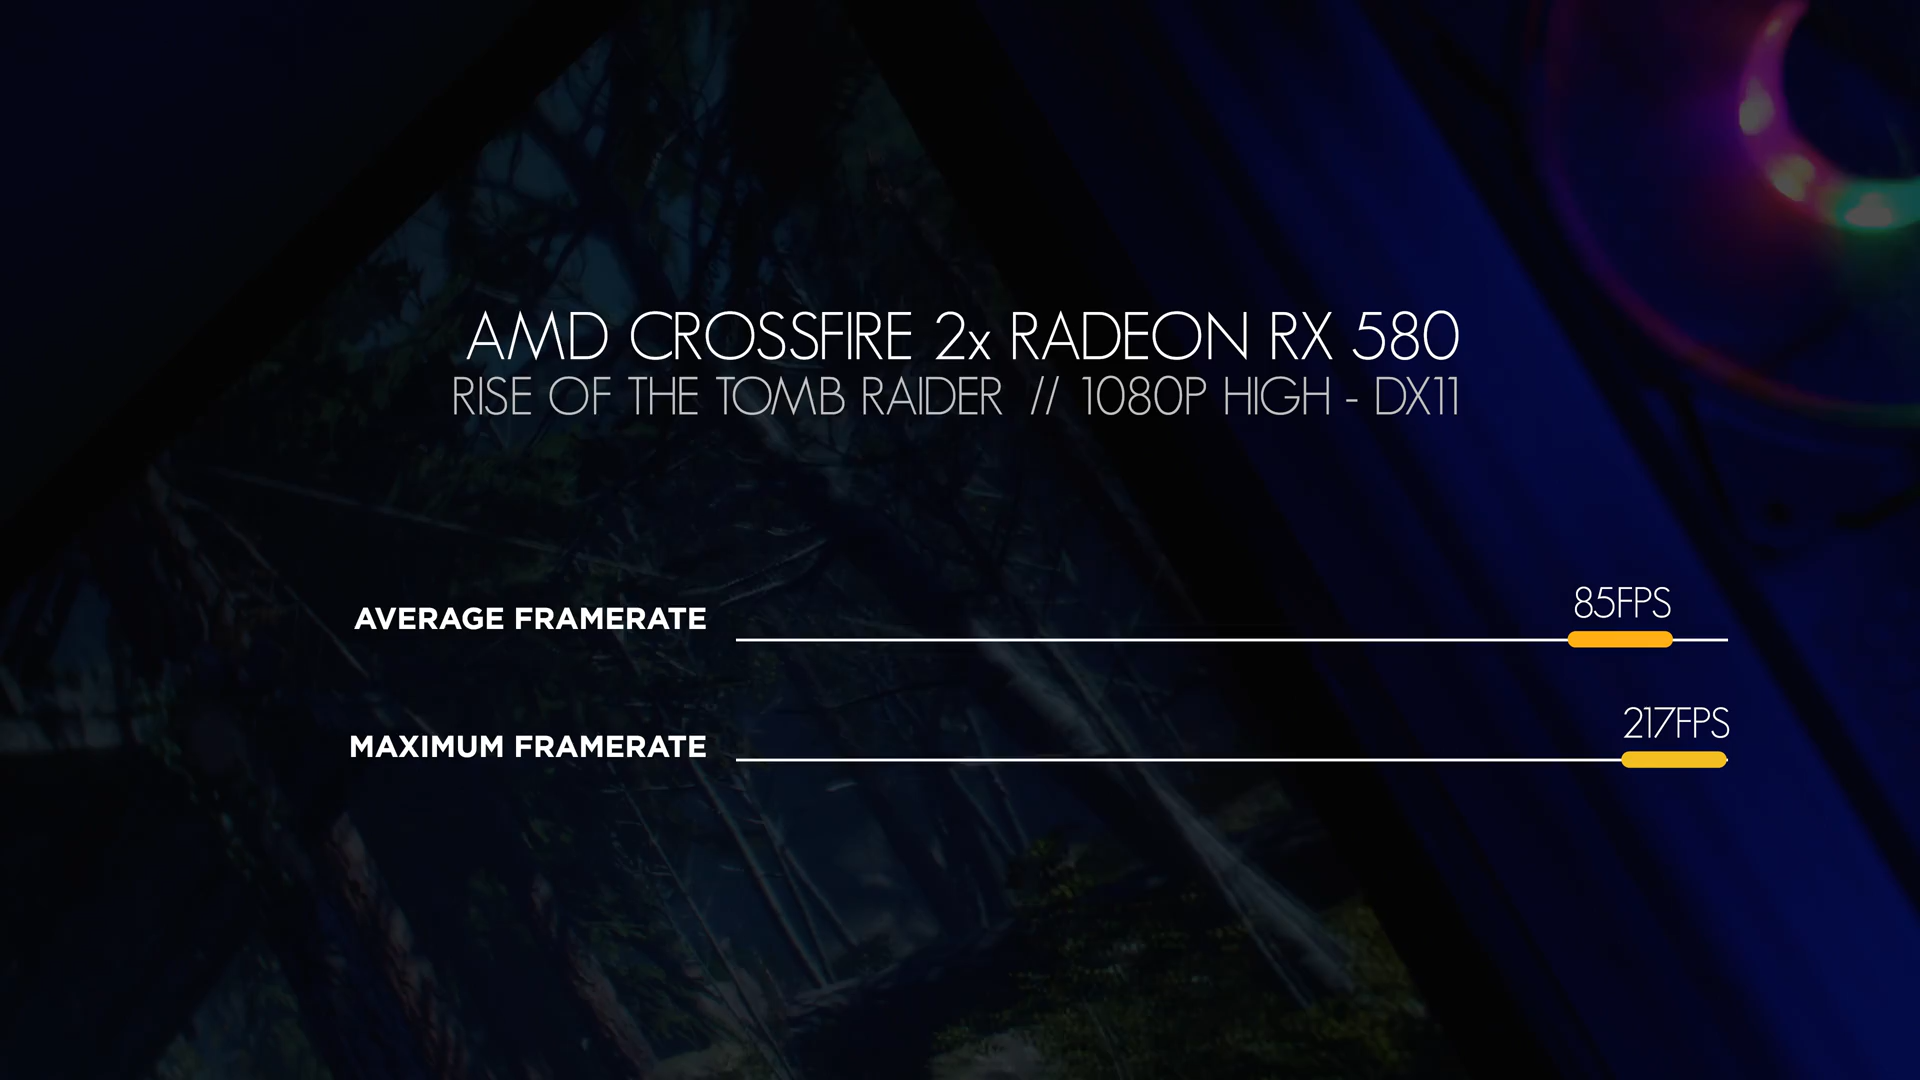 AMD CROSSFIRE 2x RADEON RX 580
RISE OF THE TOMB RAIDER // 1080P HIGH - DX11
AVERAGE FRAMERATE
85FPS
MAXIMUM FRAMERATE
217FPS